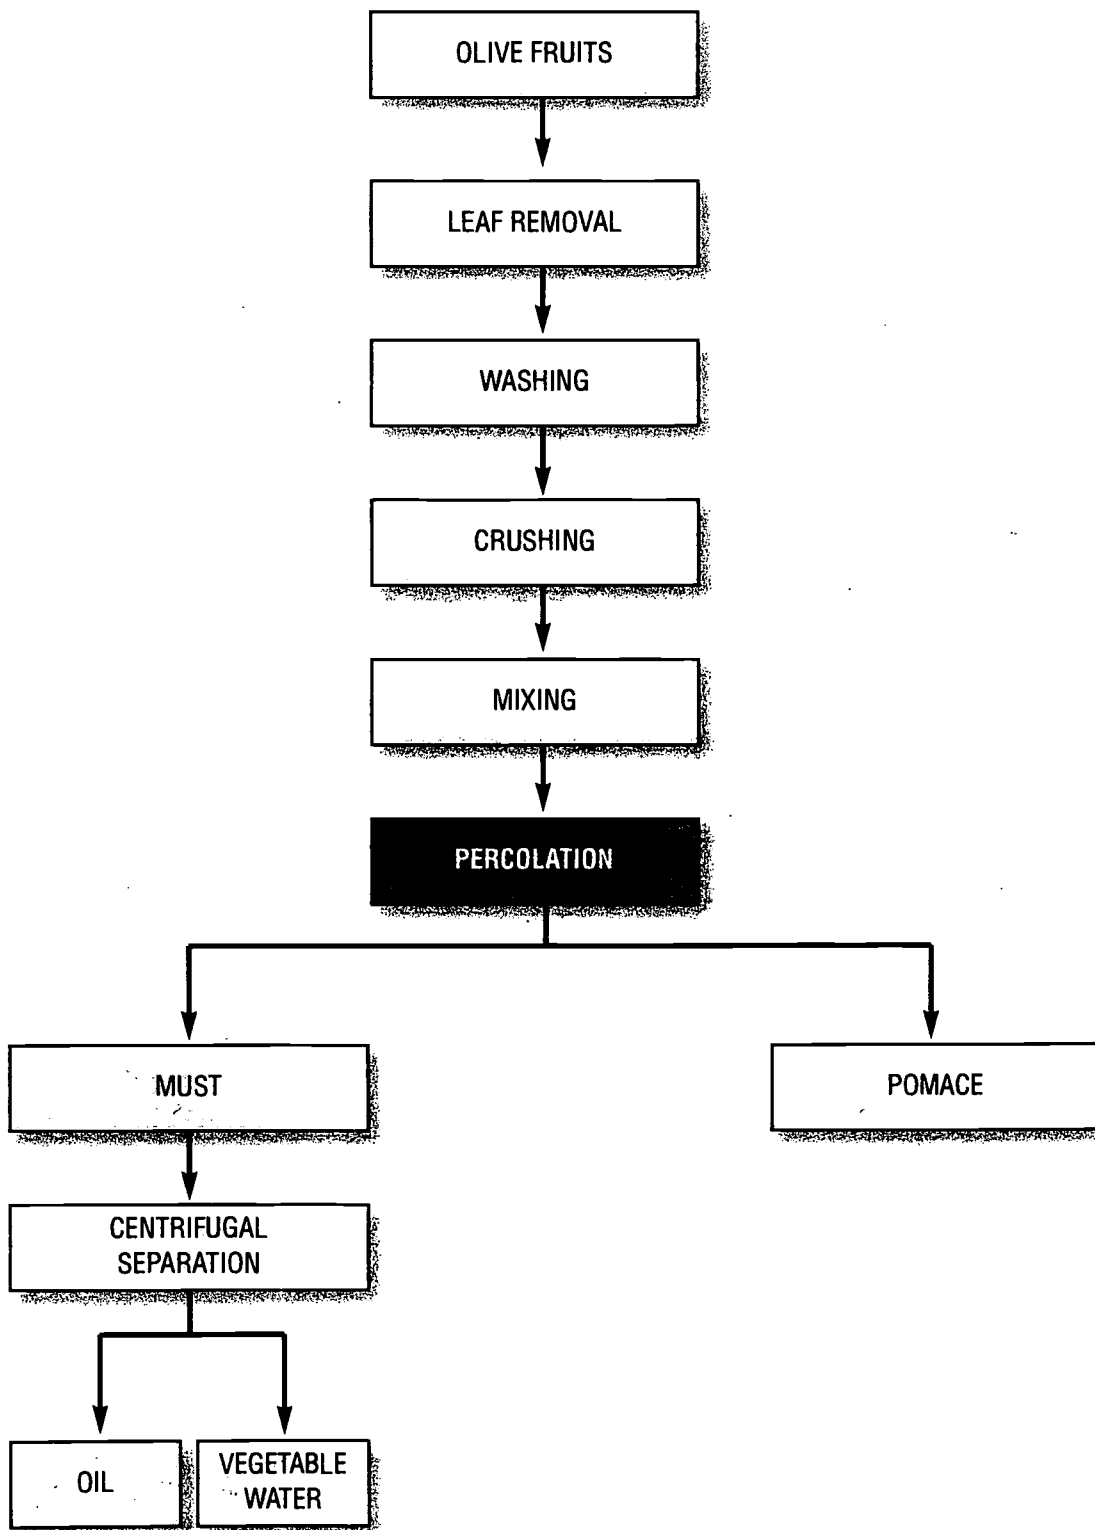 OLIVE FRUITS
LEAF REMOVAL
WASHING
CRUSHING
MIXING
PERCOLATION
MUST
POMACE
CENTRIFUGAL
SEPARATION
OIL
VEGETABLE
WATER